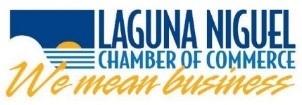 LAGUNA NIGUEL
CHAMBER OF COMMERCE
We mean business